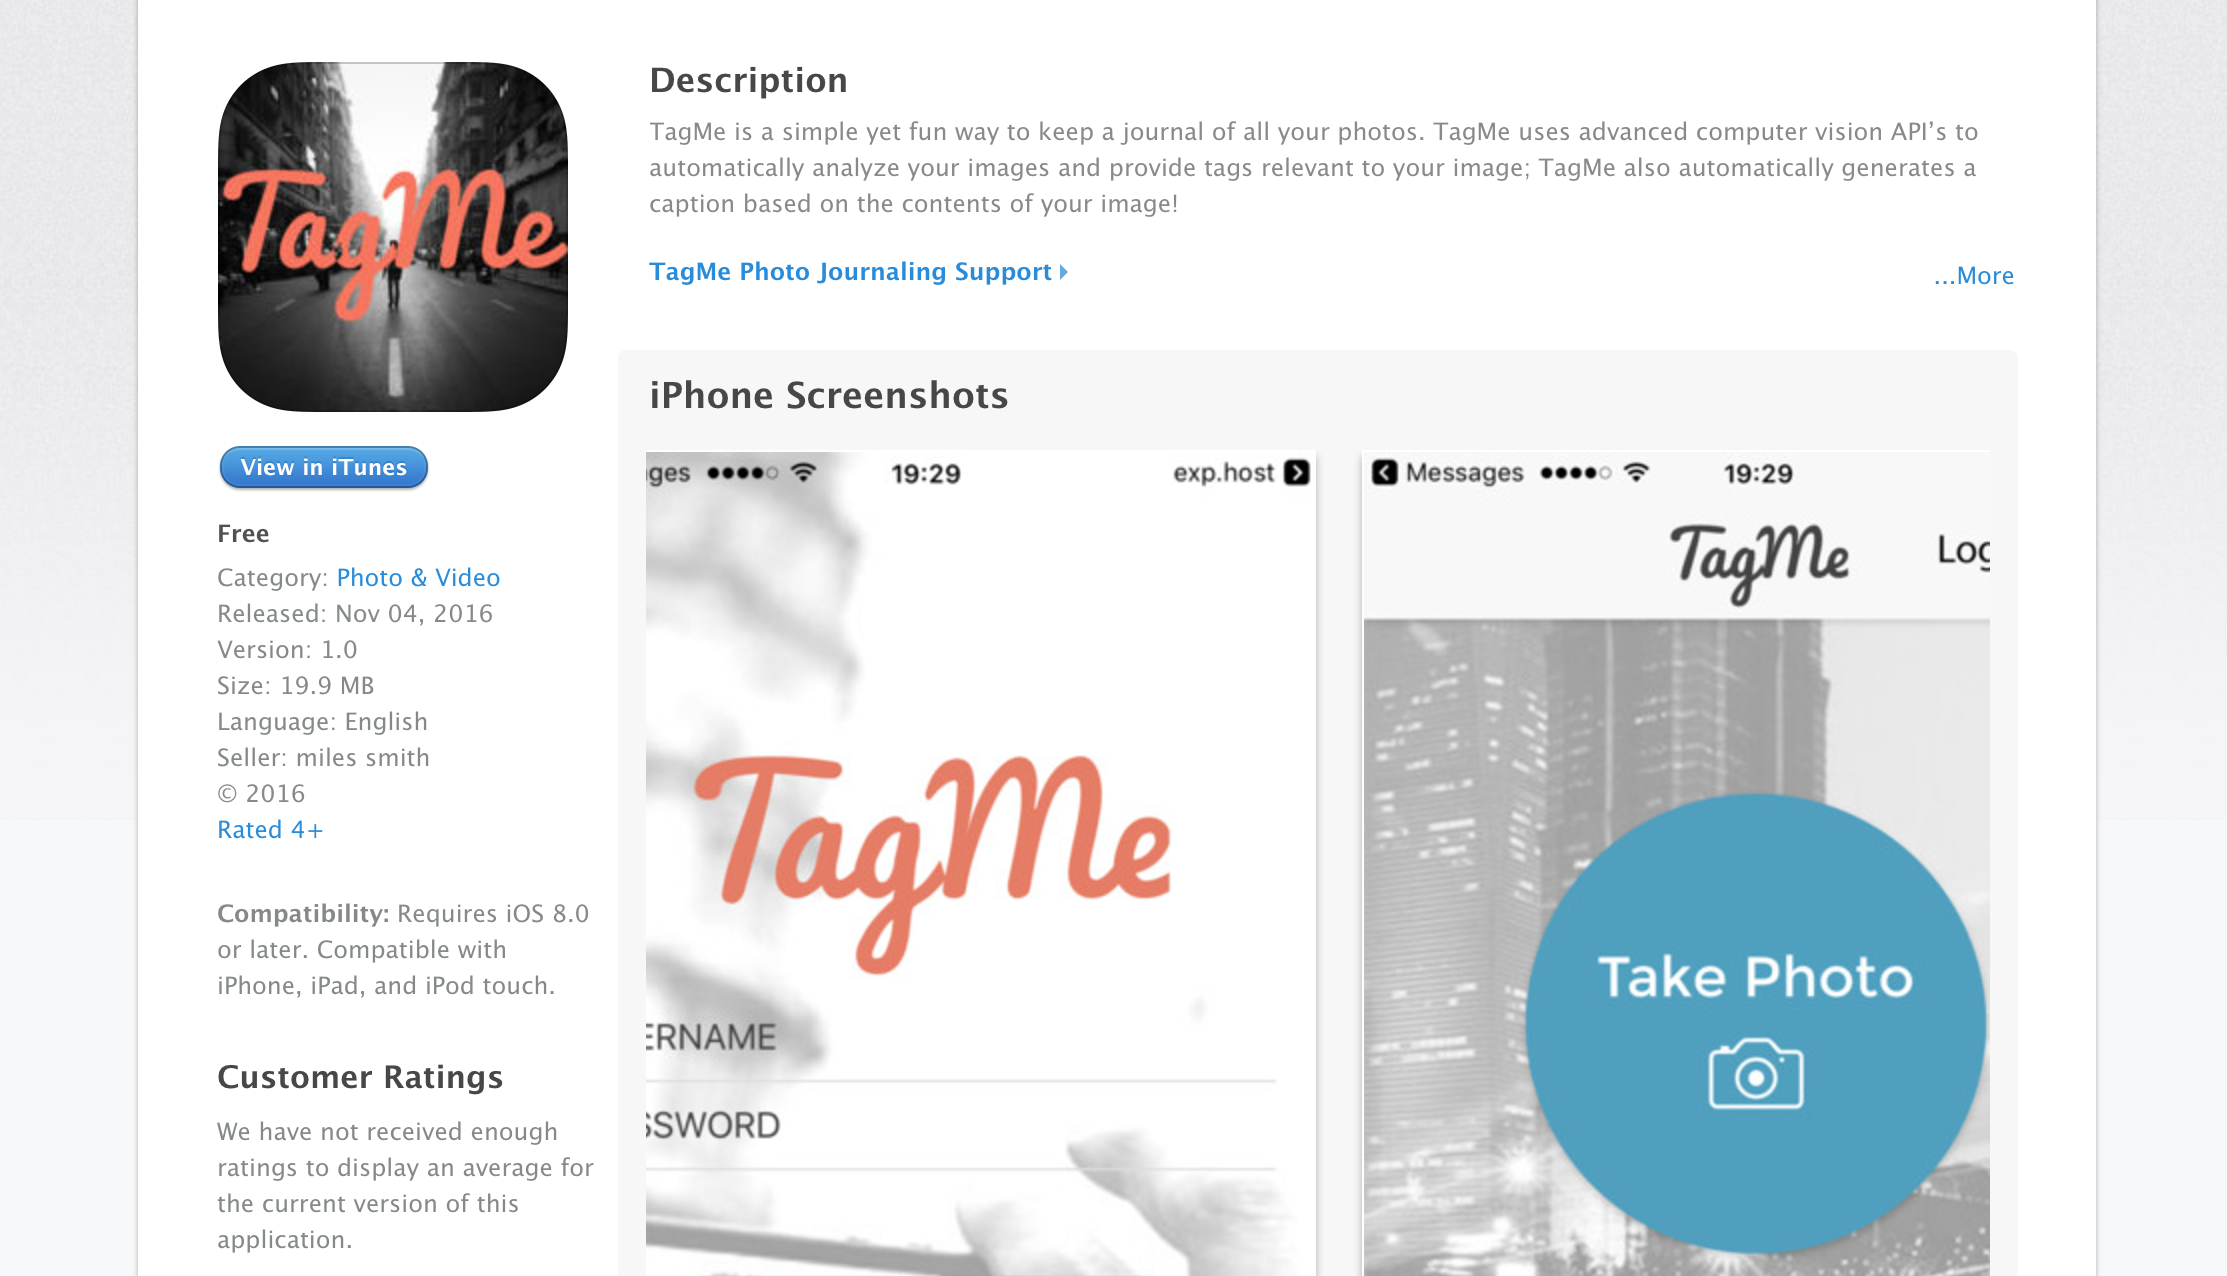 TagMe
View in iTunes
Free
Category: Photo & Video
Released: Nov 04, 2016
Version: 1.0
Size: 19.9 MB
Language: English
Seller: miles smith
© 2016
Rated 4+
Compatibility: Requires iOS 8.0
or later. Compatible with
iPhone, iPad, and iPod touch.
Customer Ratings
We have not received enough
ratings to display an average for
the current version of this
application.
Description
TagMe is a simple yet fun way to keep a journal of all your photos. TagMe uses advanced computer vision API’s to
automatically analyze your images and provide tags relevant to your image; TagMe also automatically generates a
caption based on the contents of your image!
TagMe Photo Journaling Support
...More
iPhone Screenshots
ges 19:29 exp.host
TagMe
ERNAME
SSWORD
Messages 19:29
TagMe Log
Take Photo